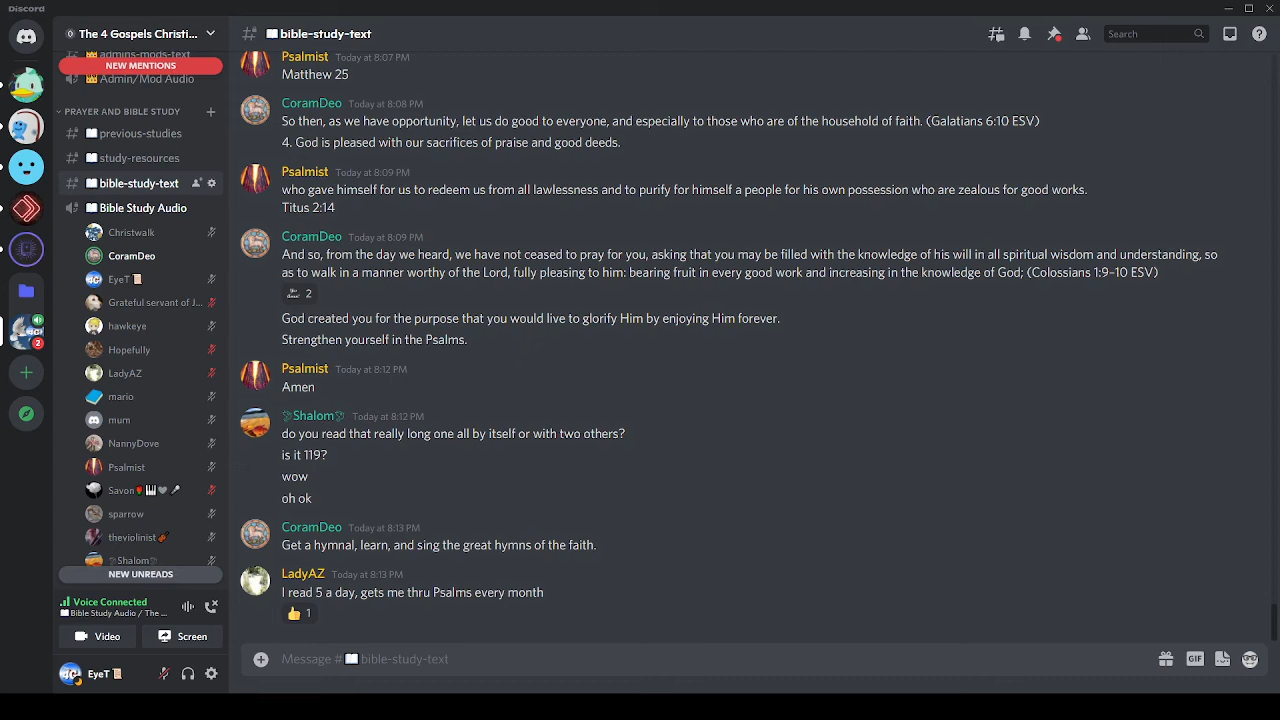 Discord
The 4 Gospels Christi...
bible-study-text
Search
admins-mods-text
NEW MENTIONS
Admin/Mod Audio
PRAYER AND BIBLE STUDY
previous-studies
study-resources
bible-study-text
Bible Study Audio
Christwalk
CoramDeo
EyeT
Grateful servant of J...
hawkeye
Hopefully
LadyAZ
mario
mum
NannyDove
Psalmist
Savon
sparrow
theviolinist
Shalom
NEW UNREADS
2
Voice Connected
Bible Study Audio / The ...
Video
Screen
EyeT
Psalmist Today at 8:07 PM
Matthew 25
CoramDeo Today at 8:08 PM
So then, as we have opportunity, let us do good to everyone, and especially to those who are of the household of faith. (Galatians 6:10 ESV)
4. God is pleased with our sacrifices of praise and good deeds.
Psalmist Today at 8:09 PM
who gave himself for us to redeem us from all lawlessness and to purify for himself a people for his own possession who are zealous for good works.
Titus 2:14
CoramDeo Today at 8:09 PM
And so, from the day we heard, we have not ceased to pray for you, asking that you may be filled with the knowledge of his will in all spiritual wisdom and understanding, so
as to walk in a manner worthy of the Lord, fully pleasing to him: bearing fruit in every good work and increasing in the knowledge of God; (Colossians 1:9–10 ESV)
2
God created you for the purpose that you would live to glorify Him by enjoying Him forever.
Strengthen yourself in the Psalms.
Psalmist Today at 8:12 PM
Amen
Shalom Today at 8:12 PM
do you read that really long one all by itself or with two others?
is it 119?
wow
oh ok
CoramDeo Today at 8:13 PM
Get a hymnal, learn, and sing the great hymns of the faith.
LadyAZ Today at 8:13 PM
I read 5 a day, gets me thru Psalms every month
1
Message # bible-study-text
GIF